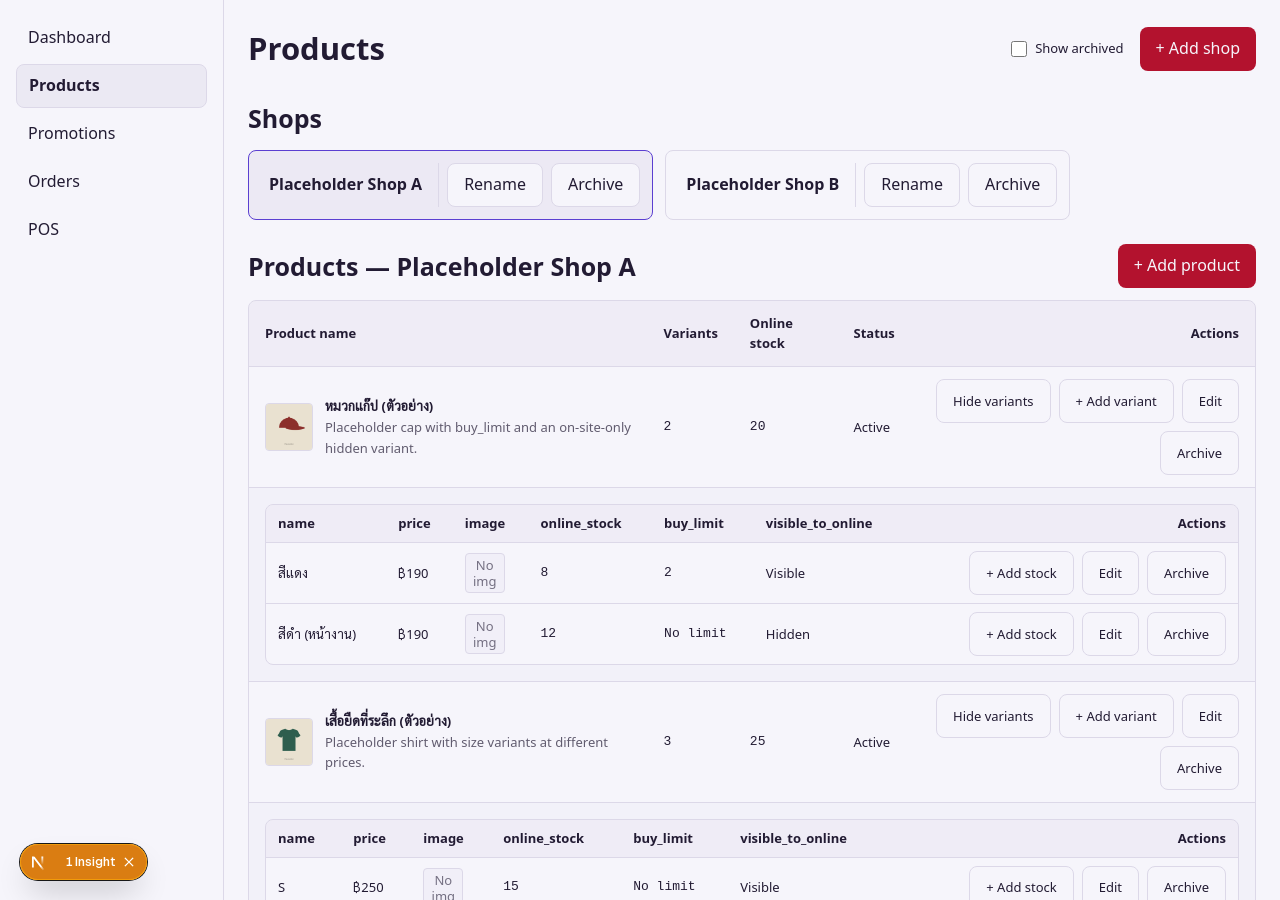 Dashboard
Products
Promotions
Orders
POS
Products
Show archived
+ Add shop
Shops
Placeholder Shop A
Rename
Archive
Placeholder Shop B
Rename
Archive
Products — Placeholder Shop A
+ Add product
Product name
Variants
Online
stock
Status
Actions
หมวกแก๊ป (ตัวอย่าง)
Placeholder cap with buy_limit and an on-site-only
hidden variant.
2
20
Active
Hide variants
+ Add variant
Edit
Archive
name
price
image
online_stock
buy_limit
visible_to_online
Actions
สีแดง
฿190
No
img
8
2
Visible
+ Add stock
Edit
Archive
สีดำ (หน้างาน)
฿190
No
img
12
No limit
Hidden
+ Add stock
Edit
Archive
เสื้อยืดที่ระลึก (ตัวอย่าง)
Placeholder shirt with size variants at different
prices.
3
25
Active
Hide variants
+ Add variant
Edit
Archive
name
price
image
online_stock
buy_limit
visible_to_online
Actions
S
฿250
No
img
15
No limit
Visible
+ Add stock
Edit
Archive
1 Insight